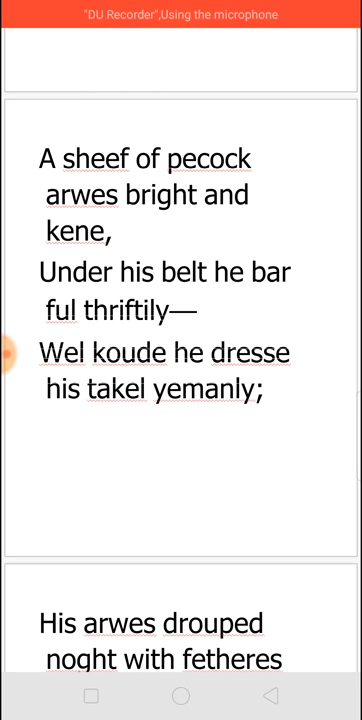 "DU Recorder",Using the microphone
A sheef of pecock
arwes bright and
kene,
Under his belt he bar
ful thriftily—
Wel koude he dresse
his takel yemanly;
His arwes drouped
noght with fetheres